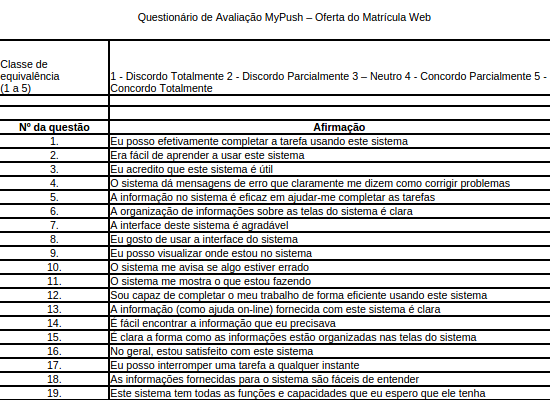 Questionário de Avaliação MyPush – Oferta do Matrícula Web
Classe de
equivalência
(1 a 5)
1 - Discordo Totalmente 2 - Discordo Parcialmente 3 – Neutro 4 - Concordo Parcialmente 5 -
Concordo Totalmente
Nº da questão Afirmação
1. Eu posso efetivamente completar a tarefa usando este sistema
2. Era fácil de aprender a usar este sistema
3. Eu acredito que este sistema é útil
4. O sistema dá mensagens de erro que claramente me dizem como corrigir problemas
5. A informação no sistema é eficaz em ajudar-me completar as tarefas
6. A organização de informações sobre as telas do sistema é clara
7. A interface deste sistema é agradável
8. Eu gosto de usar a interface do sistema
9. Eu posso visualizar onde estou no sistema
10. O sistema me avisa se algo estiver errado
11. O sistema me mostra o que estou fazendo
12. Sou capaz de completar o meu trabalho de forma eficiente usando este sistema
13. A informação (como ajuda on-line) fornecida com este sistema é clara
14. É fácil encontrar a informação que eu precisava
15. É clara a forma como as informações estão organizadas nas telas do sistema
16. No geral, estou satisfeito com este sistema
17. Eu posso interromper uma tarefa a qualquer instante
18. As informações fornecidas para o sistema são fáceis de entender
19. Este sistema tem todas as funções e capacidades que eu espero que ele tenha